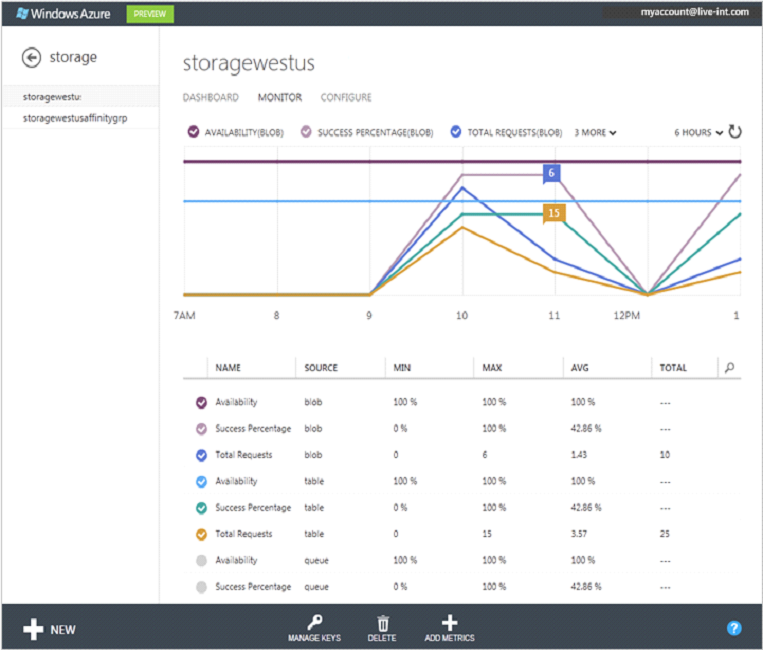 Windows Azure PREVIEW myaccount@live-int.com
storage
storagewestu
storagewestusaffinitygrp
storagewestus
DASHBOARD MONITOR CONFIGURE
AVAILABILITY(BLOB) SUCCESS PERCENTAGE(BLOB) TOTAL REQUESTS(BLOB) 3 MORE 6 HOURS
6
15
7AM 8 9 10 11 12PM 1
NAME SOURCE MIN MAX AVG TOTAL
Availability blob 100 % 100 % 100 % ---
Success Percentage blob 0 % 100 % 42.86 % ---
Total Requests blob 0 6 1.43 10
Availability table 100 % 100 % 100 % ---
Success Percentage table 0 % 100 % 42.86 % ---
Total Requests table 0 15 3.57 25
Availability queue 100 % 100 % 100 % ---
Success Percentage queue 0 % 100 % 42.86 % ---
NEW MANAGE KEYS DELETE ADD METRICS ?